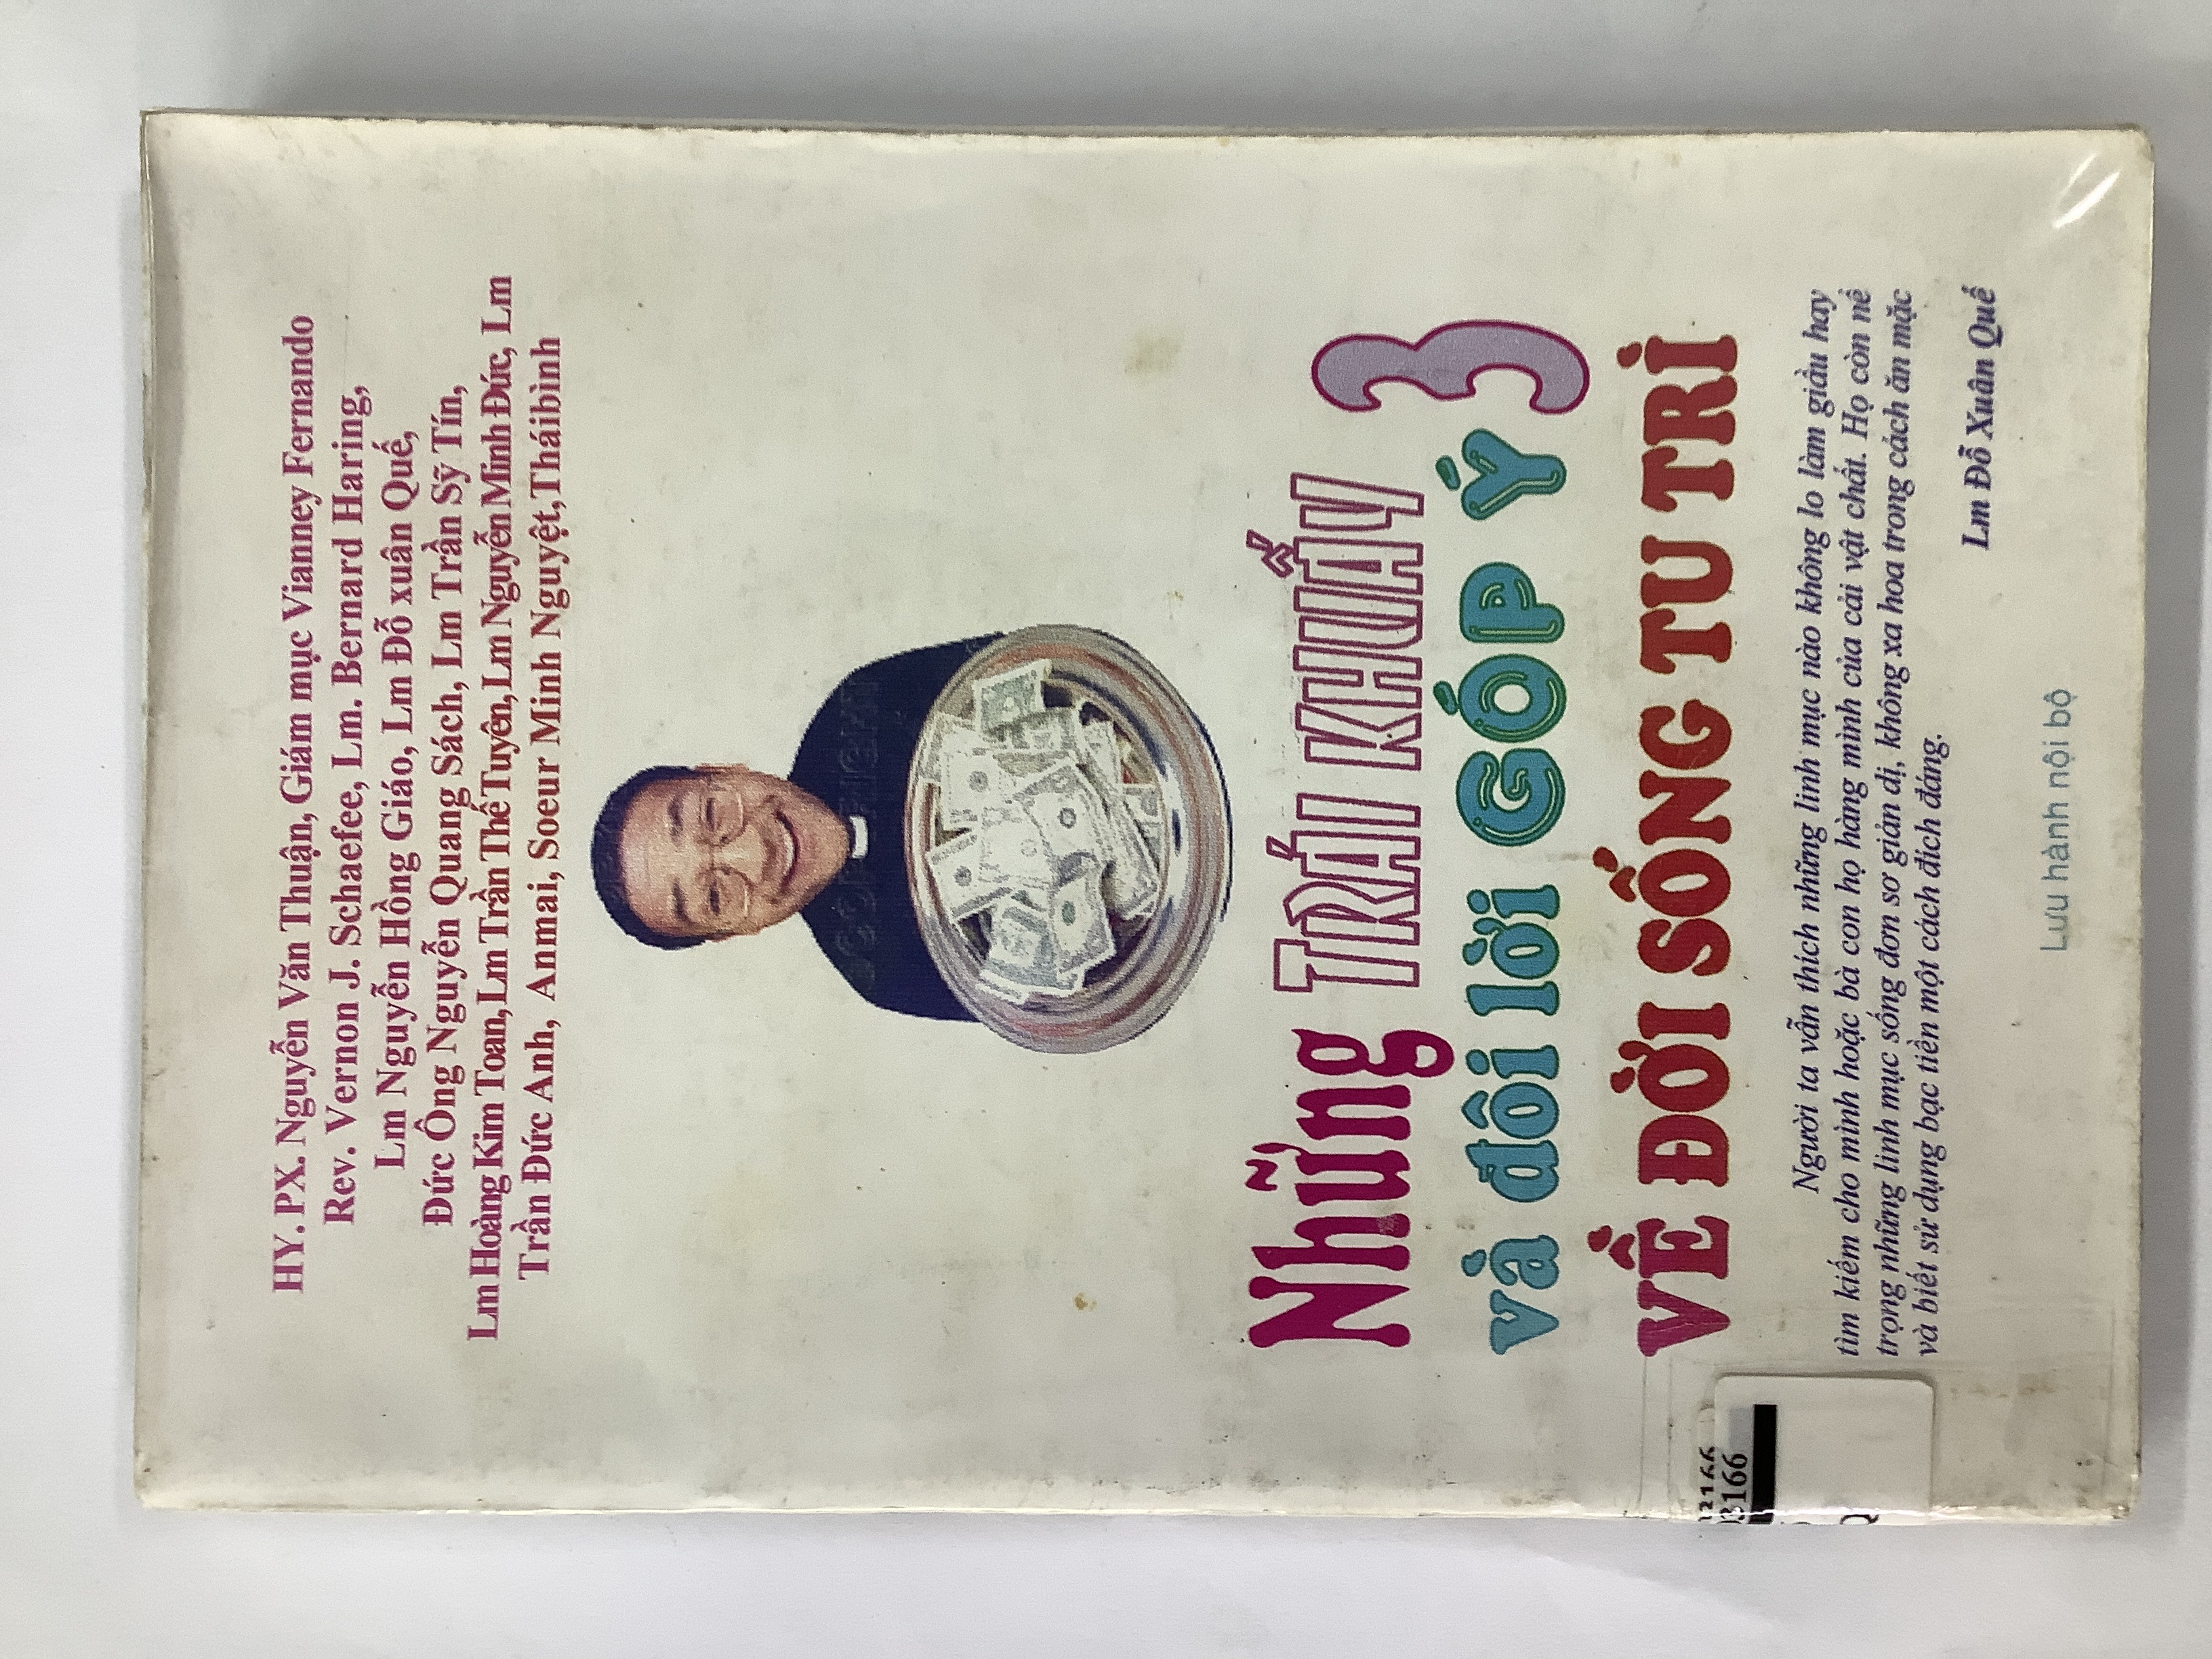 HY. PX. Nguyễn Văn Thuận, Giám mục Vianney Fernando
Rev. Vernon J. Schaefee, Lm. Bernard Haring,
Lm Nguyễn Hồng Giáo, Lm Đỗ xuân Quế,
Đức Ông Nguyễn Quang Sách, Lm Trần Sỹ Tín,
Lm Hoàng Kim Toan, Lm Trần Thế Tuyên, Lm Nguyễn Minh Đức, Lm
Trần Đức Anh, Anmai, Soeur Minh Nguyệt, Tháibình
Những TRÁI KHUẤY 3
và đôi lời GÓP Ý
VỀ ĐỜI SỐNG TU TRÌ
Người ta vẫn thích những linh mục nào không lo làm giầu hay
tìm kiếm cho mình hoặc bà con họ hàng mình của cải vật chất. Họ còn nể
trọng những linh mục sống đơn sơ giản dị, không xa hoa trong cách ăn mặc
và biết sử dụng bạc tiền một cách đích đáng.
Lm Đỗ Xuân Quế
Lưu hành nội bộ
3166